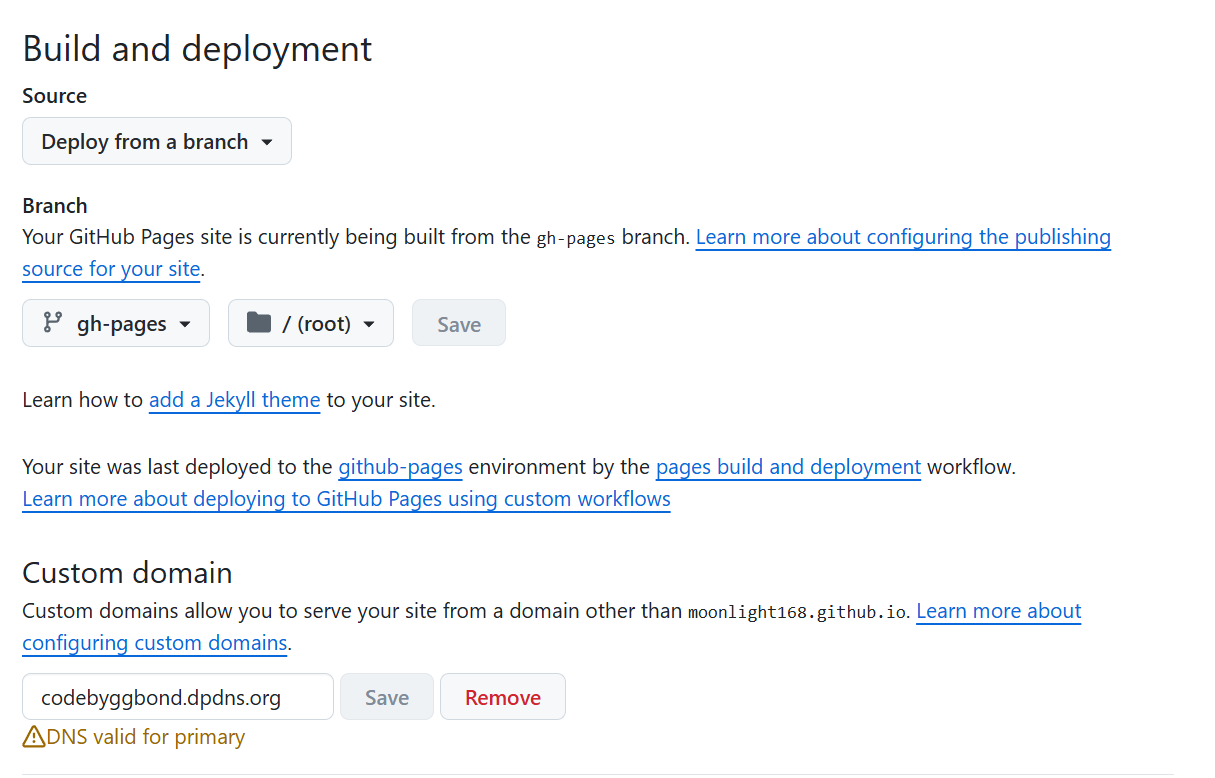 Build and deployment
Source
Deploy from a branch
Branch
Your GitHub Pages site is currently being built from the gh-pages branch. Learn more about configuring the publishing
source for your site.
gh-pages / (root) Save
Learn how to add a Jekyll theme to your site.
Your site was last deployed to the github-pages environment by the pages build and deployment workflow.
Learn more about deploying to GitHub Pages using custom workflows
Custom domain
Custom domains allow you to serve your site from a domain other than moonlight168.github.io. Learn more about
configuring custom domains.
codebyggbond.dpdns.org Save Remove
DNS valid for primary